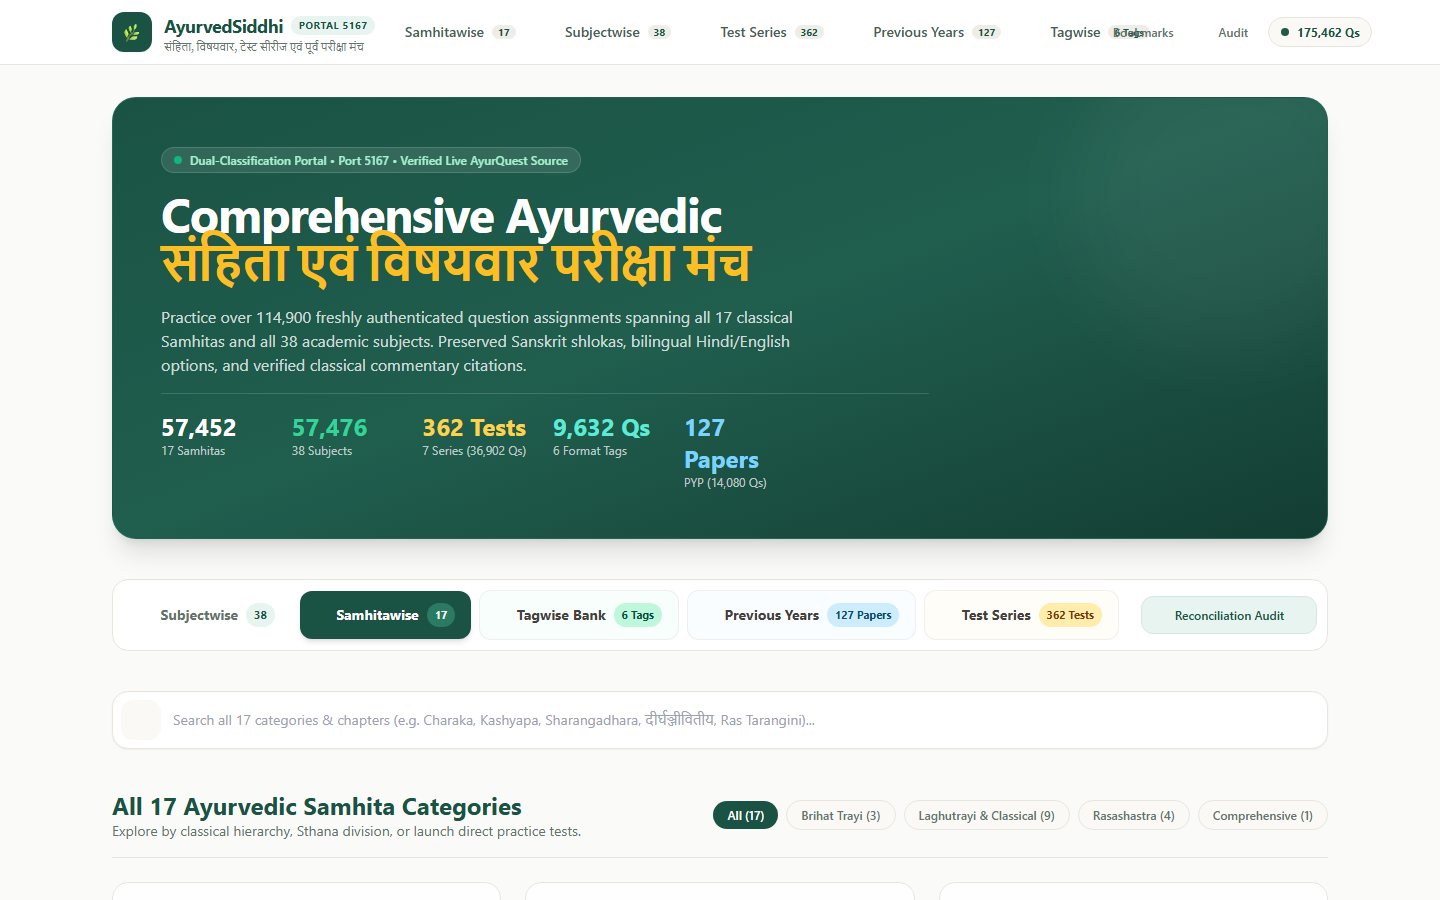 AyurvedSiddhi PORTAL 5167
संहिता, विषयवार, टेस्ट सीरीज एवं पूर्व परीक्षा मंच
Samhitawise 17
Subjectwise 38
Test Series 362
Previous Years 127
Tagwise 6 Tags
Bookmarks
Audit
175,462 Qs
Dual-Classification Portal • Port 5167 • Verified Live AyurQuest Source
Comprehensive Ayurvedic
संहिता एवं विषयवार परीक्षा मंच
Practice over 114,900 freshly authenticated question assignments spanning all 17 classical
Samhitas and all 38 academic subjects. Preserved Sanskrit shlokas, bilingual Hindi/English
options, and verified classical commentary citations.
57,452
17 Samhitas
57,476
38 Subjects
362 Tests
7 Series (36,902 Qs)
9,632 Qs
6 Format Tags
127
Papers
PYP (14,080 Qs)
Subjectwise 38
Samhitawise 17
Tagwise Bank 6 Tags
Previous Years 127 Papers
Test Series 362 Tests
Reconciliation Audit
Search all 17 categories & chapters (e.g. Charaka, Kashyapa, Sharangadhara, दीर्घञ्जीवितीय, Ras Tarangini)...
All 17 Ayurvedic Samhita Categories
Explore by classical hierarchy, Sthana division, or launch direct practice tests.
All (17)
Brihat Trayi (3)
Laghutrayi & Classical (9)
Rasashastra (4)
Comprehensive (1)